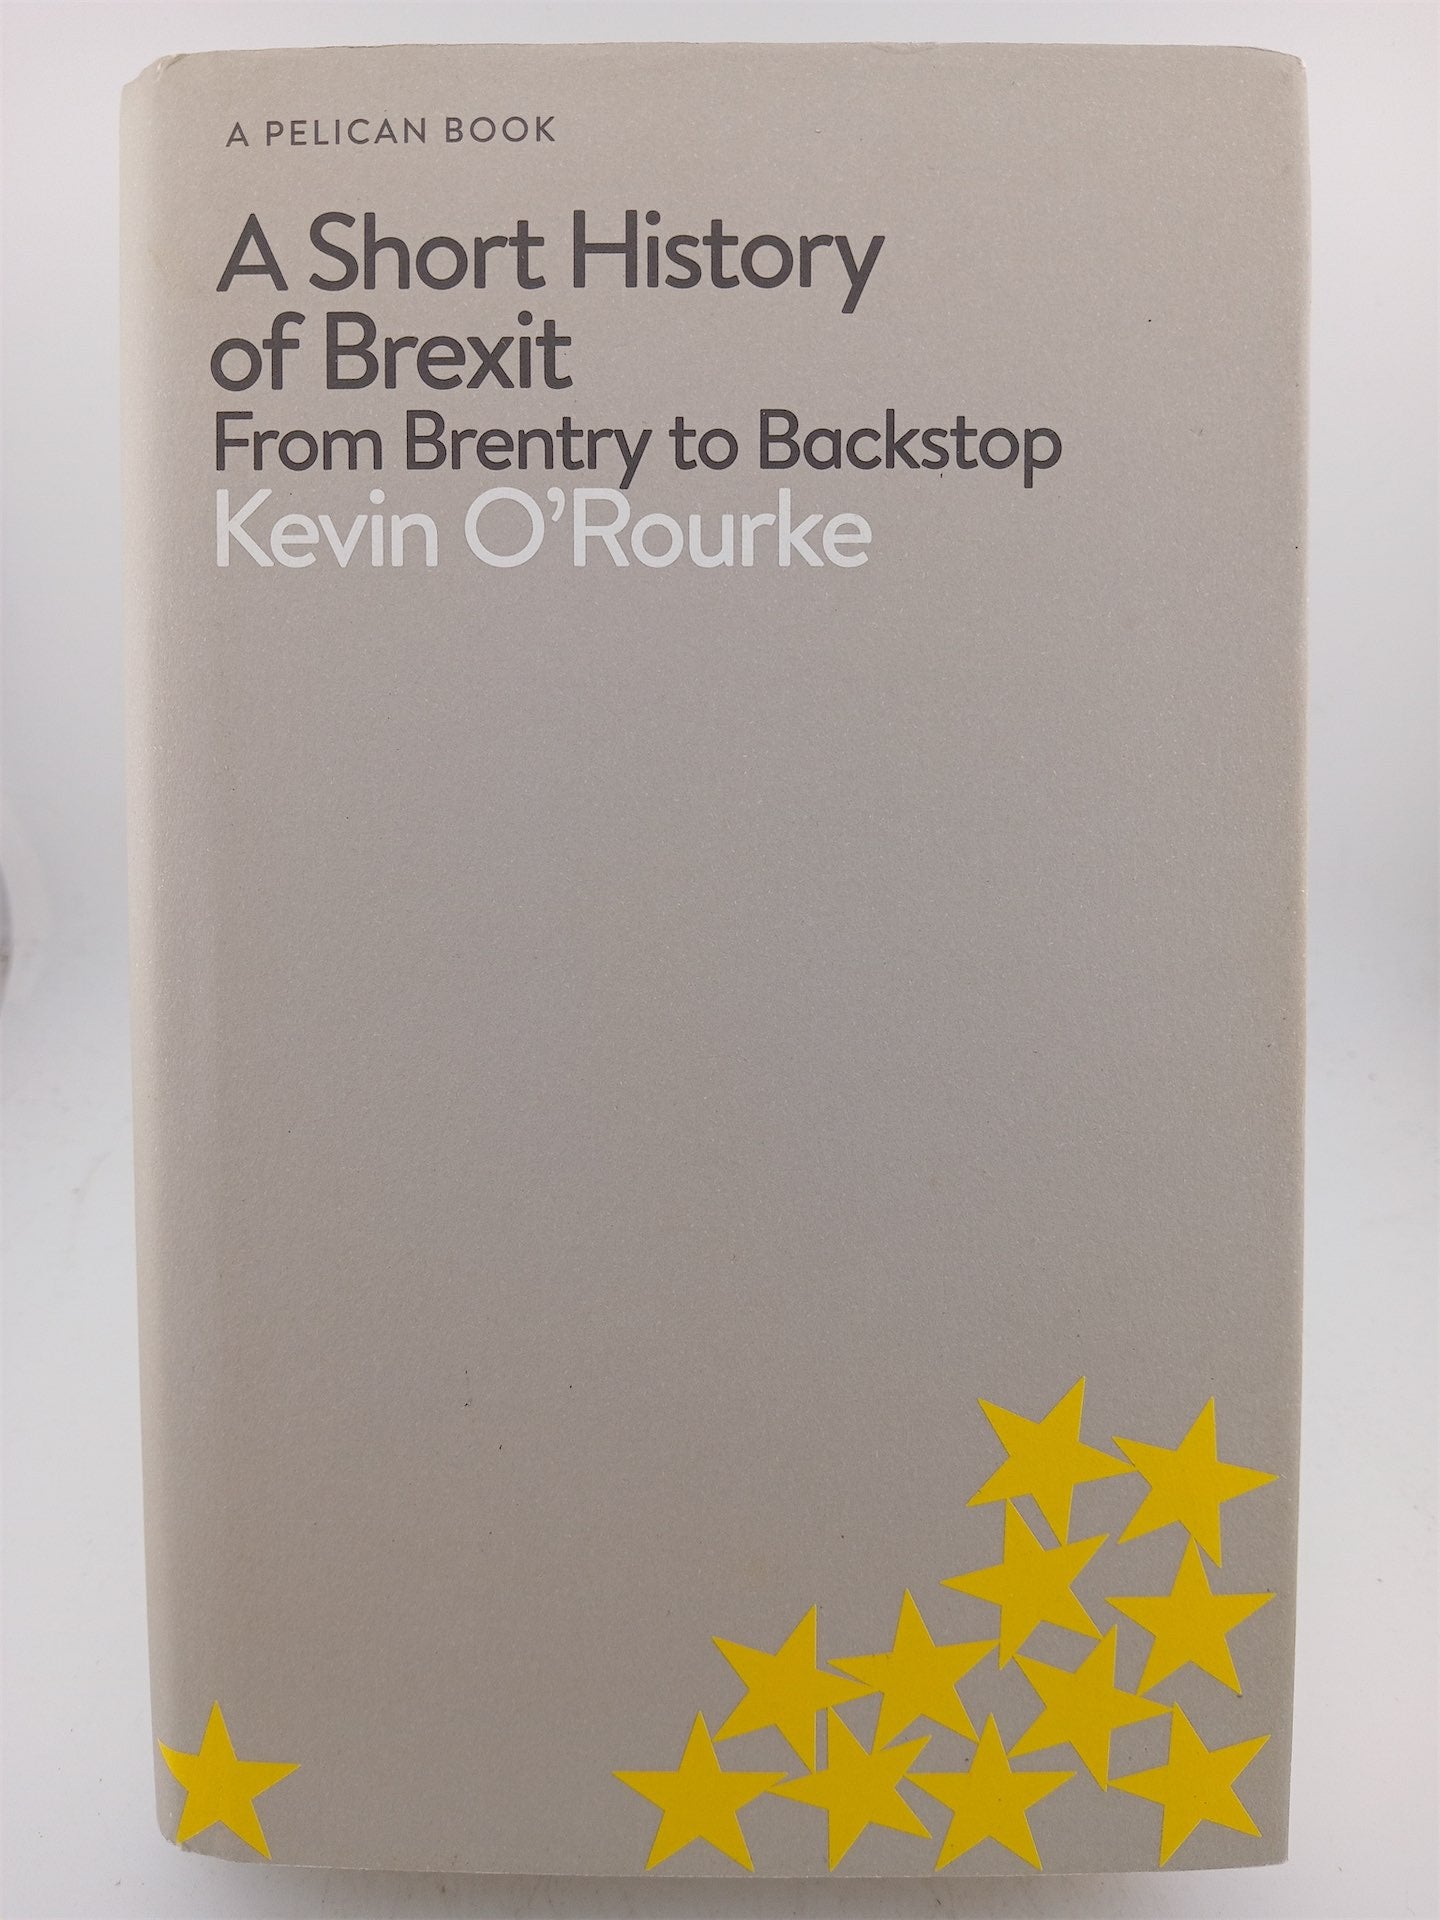 A PELICAN BOOK
A Short History
of Brexit
From Brentry to Backstop
Kevin O’Rourke